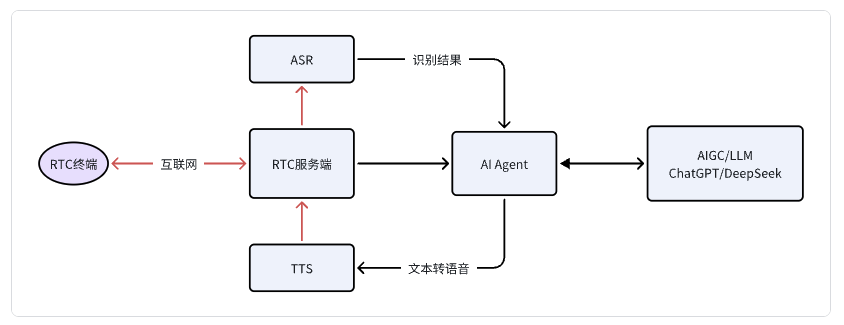 ASR
识别结果
RTC终端
互联网
RTC服务端
AI Agent
AIGC/LLM
ChatGPT/DeepSeek
TTS
文本转语音